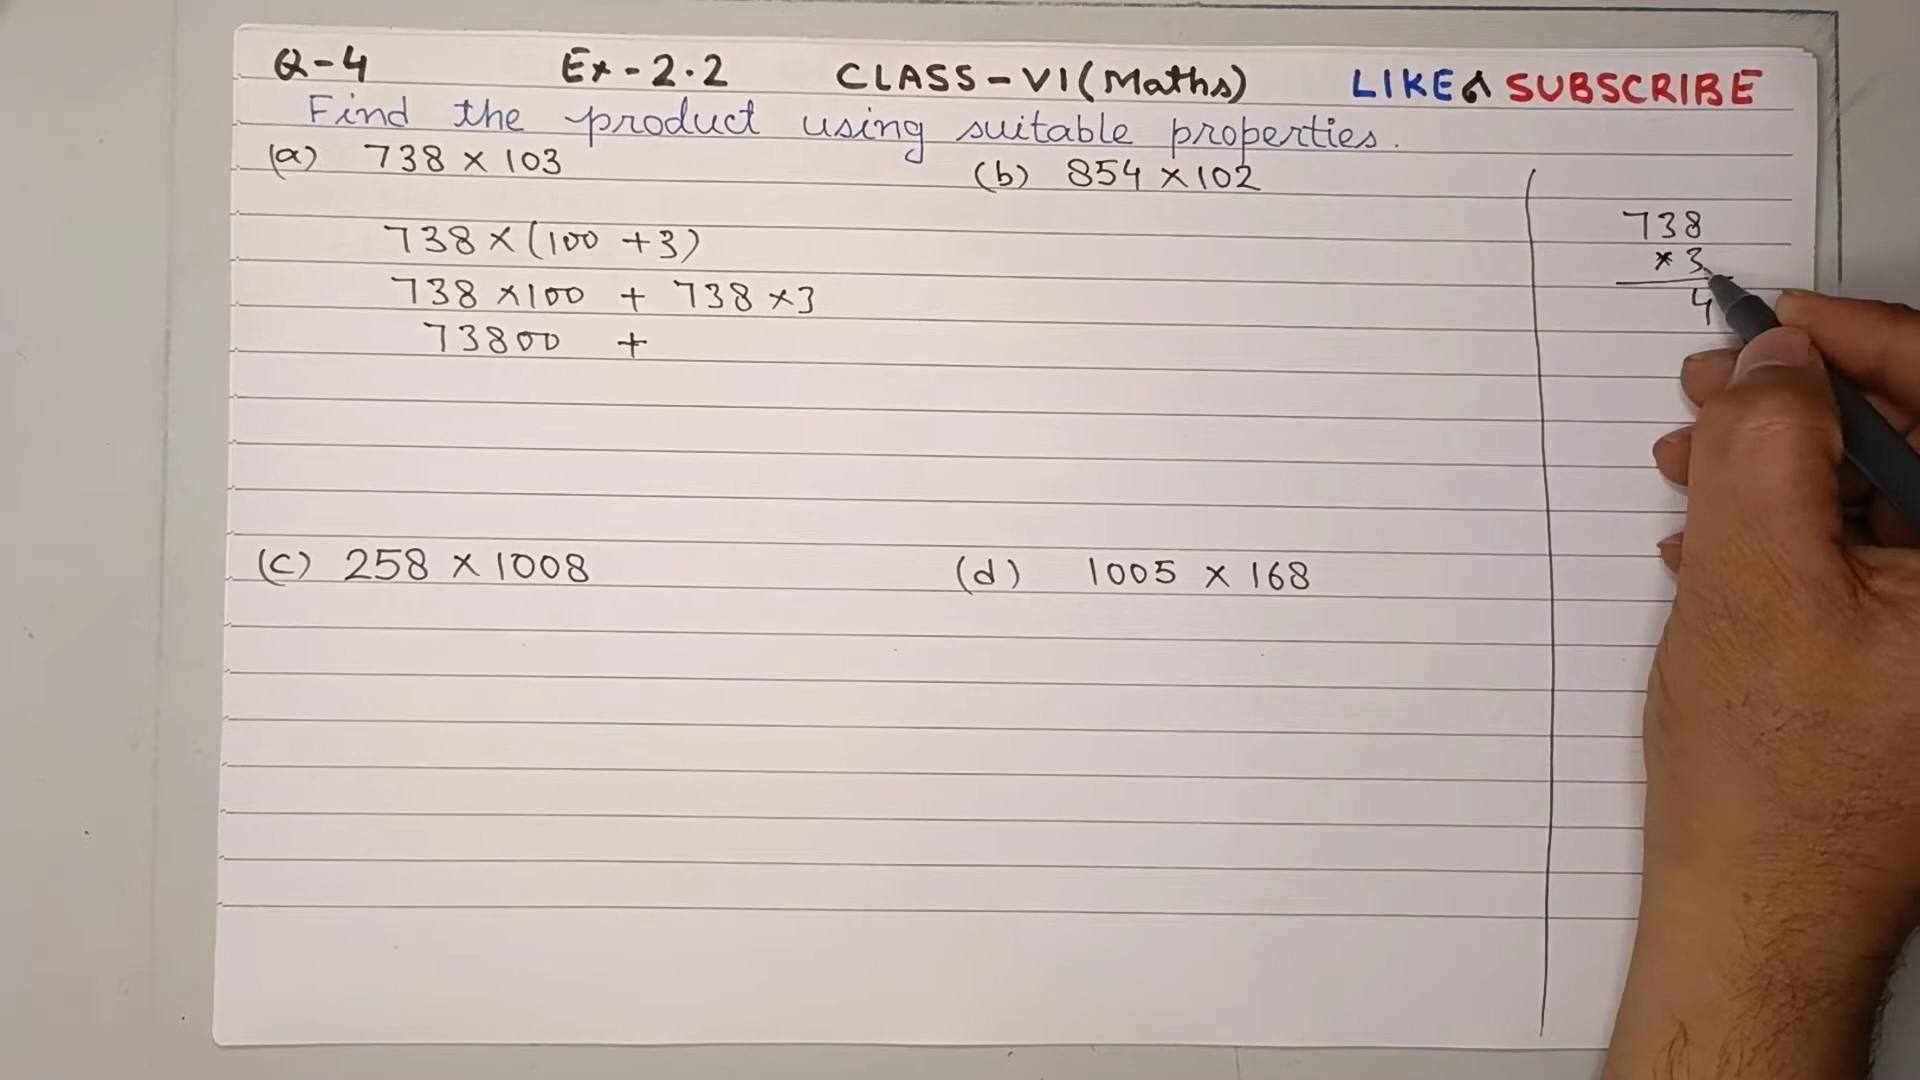 Q-4 Ex-2.2 CLASS-VI (Maths) LIKE & SUBSCRIBE
Find the product using suitable properties.
(a) 738 × 103
(b) 854 × 102
738 × (100 + 3)
738 × 100 + 738 × 3
73800 +
738
× 3
4
(c) 258 × 1008
(d) 1005 × 168